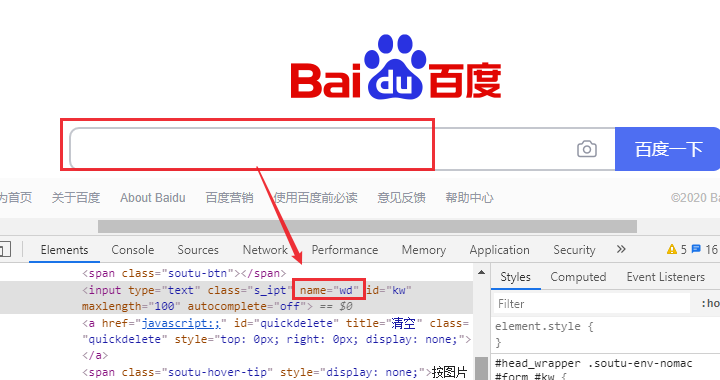 Bai du 百度
百度一下
为首页 关于百度 About Baidu 百度营销 使用百度前必读 意见反馈 帮助中心 ©2020 Ba
Elements Console Sources Network Performance Memory Application Security » 5 16
<span class="soutu-btn"></span>
<input type="text" class="s_ipt" name="wd" id="kw"
maxlength="100" autocomplete="off"> == $0
<a href="javascript:;" id="quickdelete" title="清空" class=
"quickdelete" style="top: 0px; right: 0px; display: none;">
</a>
<span class="soutu-hover-tip" style="display: none;">按图片
Styles Computed Event Listeners
Filter :ho
element.style {
}
#head_wrapper .soutu-env-nomac
#form #kw {